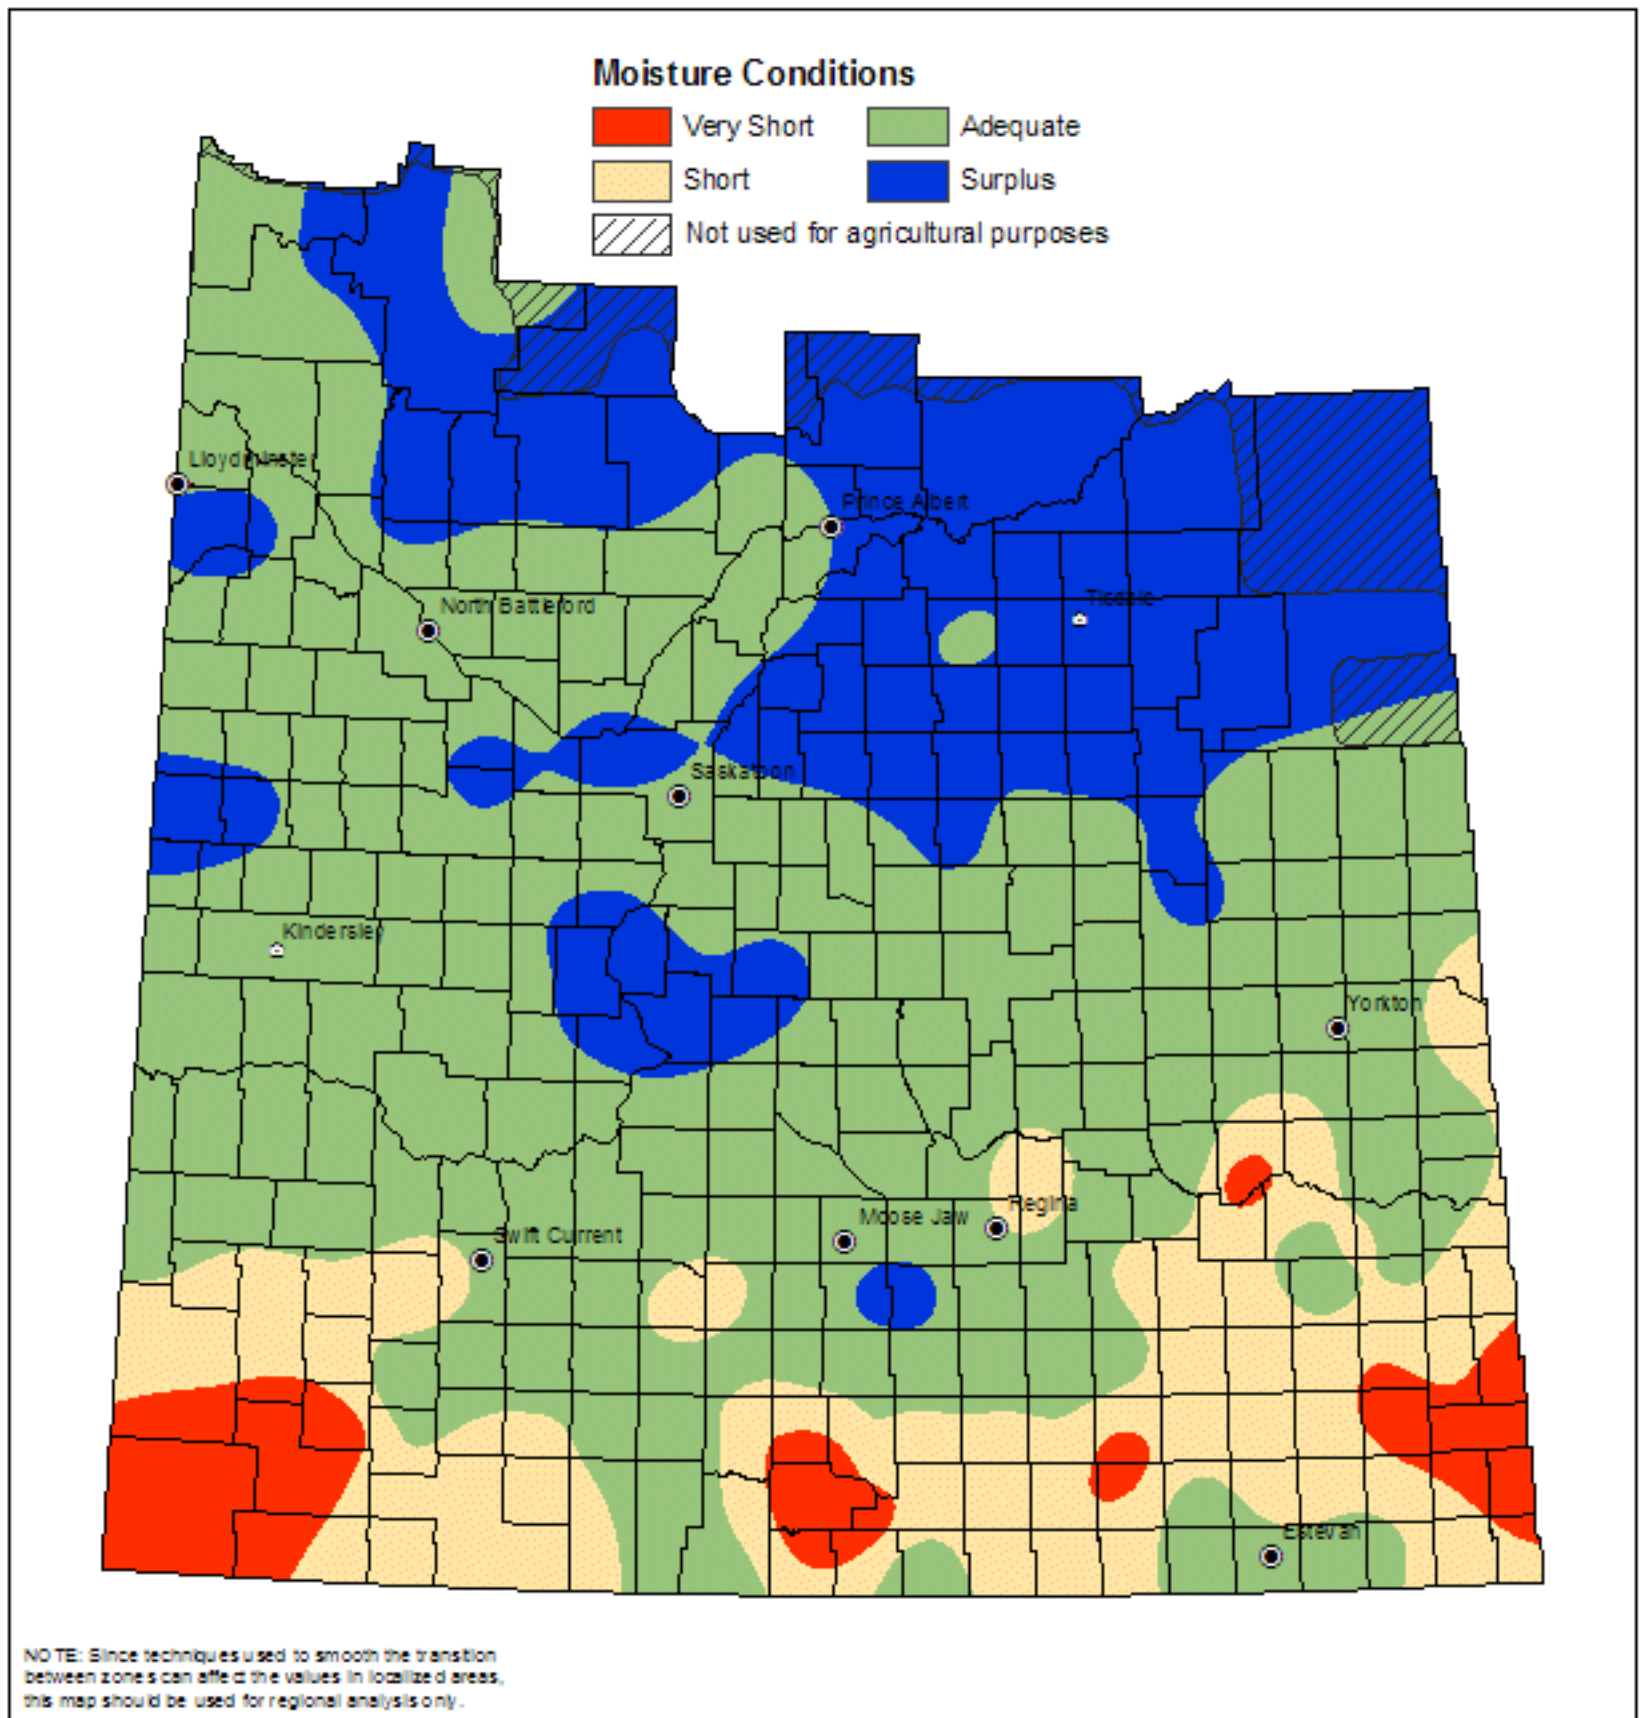 Moisture Conditions
Very Short
Adequate
Short
Surplus
Not used for agricultural purposes
Lloydminster
Prince Albert
North Battleford
Tisdale
Saskatoon
Kindersley
Yorkton
Regina
Moose Jaw
Swift Current
Estevan
NOTE: Since techniques used to smooth the transition
between zones can affect the values in localized areas,
this map should be used for regional analysis only.